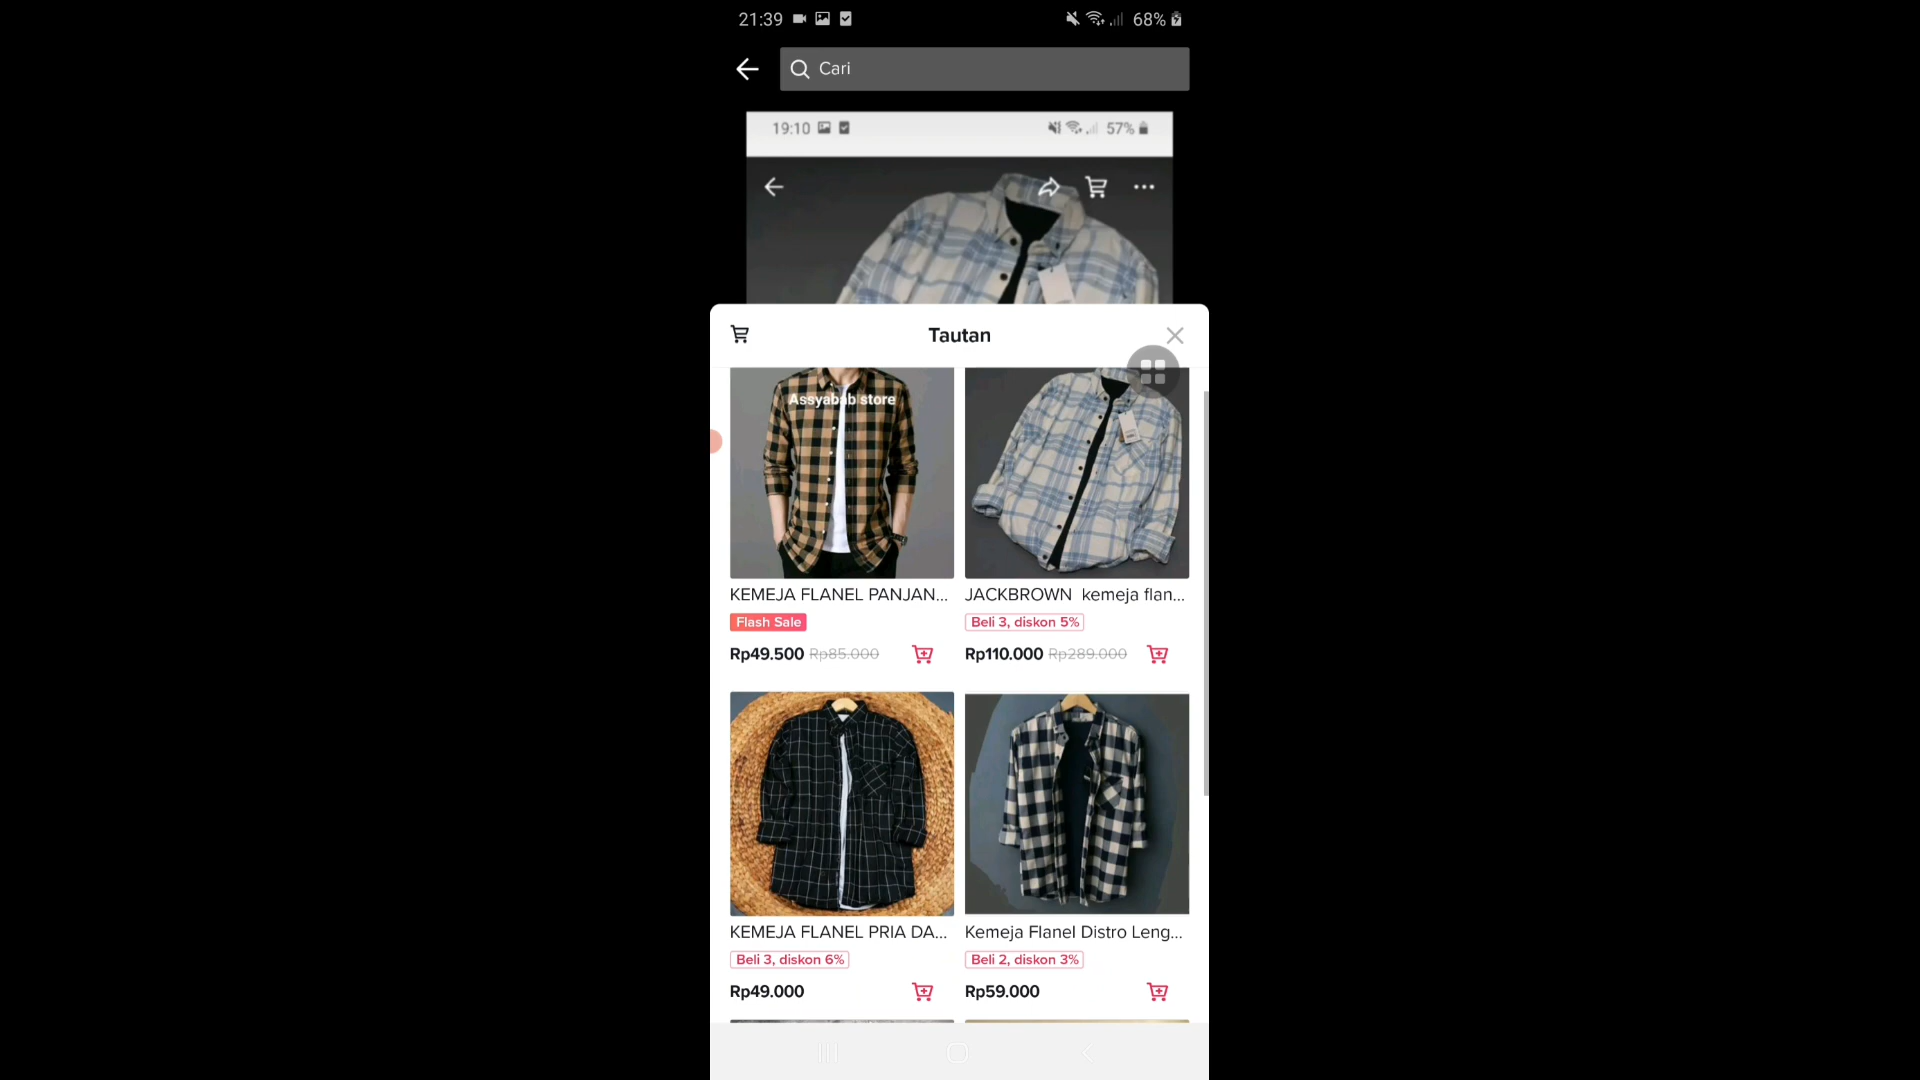 21:39
68%
Cari
19:10
57%
Tautan
Assyabab store
KEMEJA FLANEL PANJAN...
Flash Sale
Rp49.500 Rp85.000
JACKBROWN kemeja flan...
Beli 3, diskon 5%
Rp110.000 Rp289.000
KEMEJA FLANEL PRIA DA...
Beli 3, diskon 6%
Rp49.000
Kemeja Flanel Distro Leng...
Beli 2, diskon 3%
Rp59.000